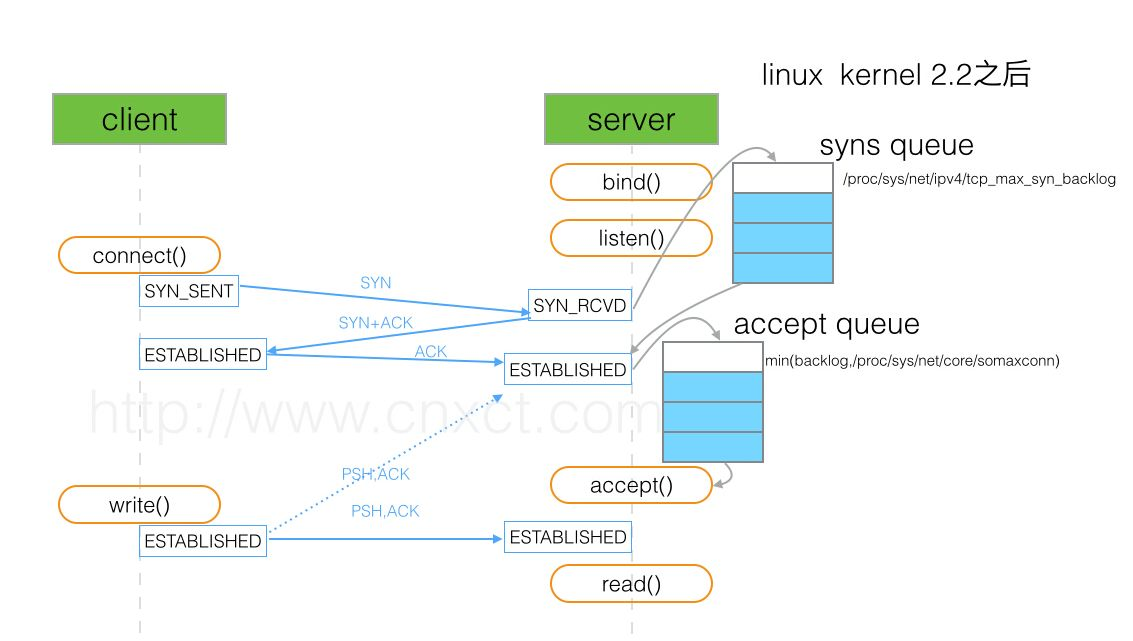 linux kernel 2.2之后
client
server
syns queue
/proc/sys/net/ipv4/tcp_max_syn_backlog
bind()
listen()
connect()
SYN_SENT
SYN
SYN_RCVD
SYN+ACK
accept queue
ESTABLISHED
ACK
ESTABLISHED
min(backlog,/proc/sys/net/core/somaxconn)
http://www.cnxct.com
PSH,ACK
accept()
write()
PSH,ACK
ESTABLISHED
ESTABLISHED
read()